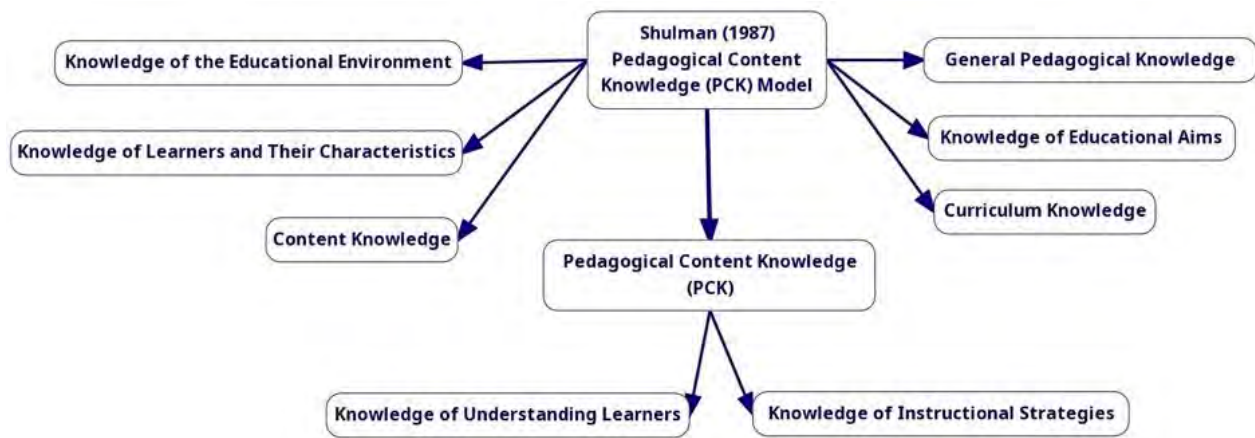 Shulman (1987)
Pedagogical Content
Knowledge (PCK) Model
Knowledge of the Educational Environment
Knowledge of Learners and Their Characteristics
Content Knowledge
General Pedagogical Knowledge
Knowledge of Educational Aims
Curriculum Knowledge
Pedagogical Content Knowledge
(PCK)
Knowledge of Understanding Learners
Knowledge of Instructional Strategies